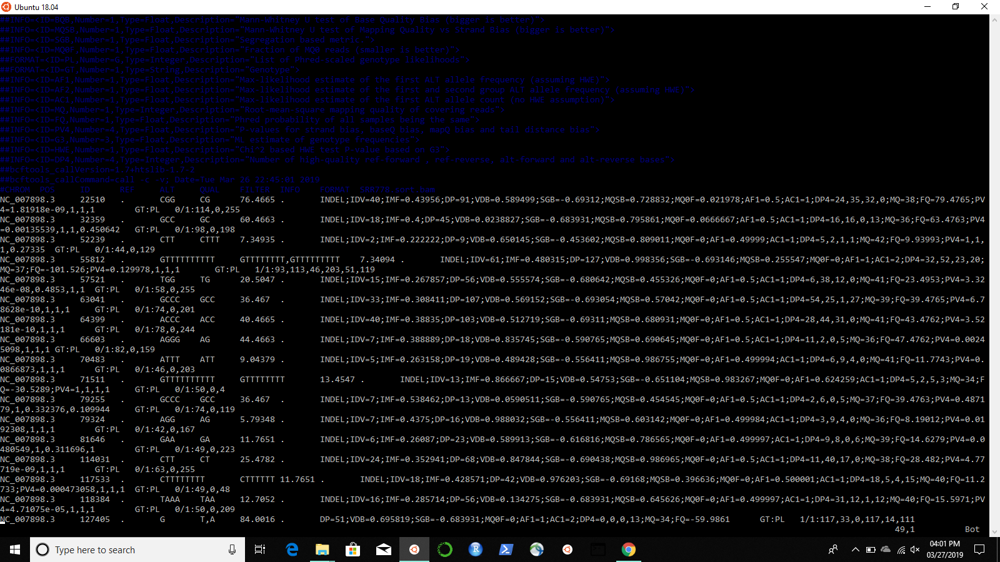 Ubuntu 18.04
##INFO=<ID=BQB,Number=1,Type=Float,Description="Mann-Whitney U test of Base Quality Bias (bigger is better)">
##INFO=<ID=MQSB,Number=1,Type=Float,Description="Mann-Whitney U test of Mapping Quality vs Strand Bias (bigger is better)">
##INFO=<ID=SGB,Number=1,Type=Float,Description="Segregation based metric.">
##INFO=<ID=MQ0F,Number=1,Type=Float,Description="Fraction of MQ0 reads (smaller is better)">
##FORMAT=<ID=PL,Number=G,Type=Integer,Description="List of Phred-scaled genotype likelihoods">
##FORMAT=<ID=GT,Number=1,Type=String,Description="Genotype">
##INFO=<ID=AF1,Number=1,Type=Float,Description="Max-likelihood estimate of the first ALT allele frequency (assuming HWE)">
##INFO=<ID=AF2,Number=1,Type=Float,Description="Max-likelihood estimate of the first and second group ALT allele frequency (assuming HWE)">
##INFO=<ID=AC1,Number=1,Type=Float,Description="Max-likelihood estimate of the first ALT allele count (no HWE assumption)">
##INFO=<ID=MQ,Number=1,Type=Integer,Description="Root-mean-square mapping quality of covering reads">
##INFO=<ID=FQ,Number=1,Type=Float,Description="Phred probability of all samples being the same">
##INFO=<ID=PV4,Number=4,Type=Float,Description="P-values for strand bias, baseQ bias, mapQ bias and tail distance bias">
##INFO=<ID=G3,Number=3,Type=Float,Description="ML estimate of genotype frequencies">
##INFO=<ID=HWE,Number=1,Type=Float,Description="Chi^2 based HWE test P-value based on G3">
##INFO=<ID=DP4,Number=4,Type=Integer,Description="Number of high-quality ref-forward , ref-reverse, alt-forward and alt-reverse bases">
##bcftools_callVersion=1.7+htslib-1.7-2
##bcftools_callCommand=call -c -v; Date=Tue Mar 26 22:45:01 2019
#CHROM POS ID REF ALT QUAL FILTER INFO FORMAT SRR778.sort.bam
NC_007898.3 22510 . CGG CG 76.4665 . INDEL;IDV=40;IMF=0.43956;DP=91;VDB=0.589499;SGB=-0.69312;MQSB=0.728832;MQ0F=0.021978;AF1=0.5;AC1=1;DP4=24,35,32,0;MQ=38;FQ=79.4765;PV
4=1.81918e-09,1,1,1 GT:PL 0/1:114,0,255
NC_007898.3 32359 . GCC GC 60.4663 . INDEL;IDV=18;IMF=0.4;DP=45;VDB=0.0238827;SGB=-0.683931;MQSB=0.795861;MQ0F=0.0666667;AF1=0.5;AC1=1;DP4=16,16,0,13;MQ=36;FQ=63.4763;PV4
=0.00135539,1,1,0.450642 GT:PL 0/1:98,0,198
NC_007898.3 52239 . CTT CTTT 7.34935 . INDEL;IDV=2;IMF=0.222222;DP=9;VDB=0.650145;SGB=-0.453602;MQSB=0.809011;MQ0F=0;AF1=0.49999;AC1=1;DP4=5,2,1,1;MQ=42;FQ=9.93993;PV4=1,1,
1,0.27335 GT:PL 0/1:44,0,129
NC_007898.3 55812 . GTTTTTTTTTT GTTTTTTTT,GTTTTTTTTT 7.34094 . INDEL;IDV=61;IMF=0.480315;DP=127;VDB=0.998356;SGB=-0.693146;MQSB=0.255547;MQ0F=0;AF1=1;AC1=2;DP4=32,52,23,20;
MQ=37;FQ=-101.526;PV4=0.129978,1,1,1 GT:PL 1/1:93,113,46,203,51,119
NC_007898.3 57521 . TGG TG 20.5047 . INDEL;IDV=15;IMF=0.267857;DP=56;VDB=0.555574;SGB=-0.680642;MQSB=0.455326;MQ0F=0;AF1=0.5;AC1=1;DP4=6,38,12,0;MQ=41;FQ=23.4953;PV4=3.32
46e-08,0.4853,1,1 GT:PL 0/1:58,0,255
NC_007898.3 63041 . GCCC GCC 36.467 . INDEL;IDV=33;IMF=0.308411;DP=107;VDB=0.569152;SGB=-0.693054;MQSB=0.57042;MQ0F=0;AF1=0.5;AC1=1;DP4=54,25,1,27;MQ=39;FQ=39.4765;PV4=6.7
8628e-10,1,1,1 GT:PL 0/1:74,0,201
NC_007898.3 64399 . ACCC ACC 40.4665 . INDEL;IDV=40;IMF=0.38835;DP=103;VDB=0.512719;SGB=-0.69311;MQSB=0.680931;MQ0F=0;AF1=0.5;AC1=1;DP4=28,44,31,0;MQ=41;FQ=43.4762;PV4=3.52
181e-10,1,1,1 GT:PL 0/1:78,0,244
NC_007898.3 66603 . AGGG AG 44.4663 . INDEL;IDV=7;IMF=0.388889;DP=18;VDB=0.835745;SGB=-0.590765;MQSB=0.690645;MQ0F=0;AF1=0.5;AC1=1;DP4=11,2,0,5;MQ=36;FQ=47.4762;PV4=0.0024
5098,1,1,1 GT:PL 0/1:82,0,159
NC_007898.3 70483 . ATTT ATT 9.04379 . INDEL;IDV=5;IMF=0.263158;DP=19;VDB=0.489428;SGB=-0.556411;MQSB=0.986755;MQ0F=0;AF1=0.499994;AC1=1;DP4=6,9,4,0;MQ=41;FQ=11.7743;PV4=0.
0866873,1,1,1 GT:PL 0/1:46,0,203
NC_007898.3 71511 . GTTTTTTTTTT GTTTTTTTT 13.4547 . INDEL;IDV=13;IMF=0.866667;DP=15;VDB=0.54753;SGB=-0.651104;MQSB=0.983267;MQ0F=0;AF1=0.624259;AC1=1;DP4=5,2,5,3;MQ=34;F
Q=-30.5289;PV4=1,1,1,1 GT:PL 0/1:50,0,4
NC_007898.3 79255 . GCCC GCC 36.467 . INDEL;IDV=7;IMF=0.538462;DP=13;VDB=0.0590511;SGB=-0.590765;MQSB=0.454545;MQ0F=0;AF1=0.5;AC1=1;DP4=2,6,0,5;MQ=37;FQ=39.4763;PV4=0.4871
79,1,0.332376,0.109944 GT:PL 0/1:74,0,119
NC_007898.3 79324 . AGG AG 5.79348 . INDEL;IDV=7;IMF=0.4375;DP=16;VDB=0.988032;SGB=-0.556411;MQSB=0.603142;MQ0F=0;AF1=0.499984;AC1=1;DP4=3,9,4,0;MQ=36;FQ=8.19012;PV4=0.01
92308,1,1,1 GT:PL 0/1:42,0,167
NC_007898.3 81646 . GAA GA 11.7651 . INDEL;IDV=6;IMF=0.26087;DP=23;VDB=0.589913;SGB=-0.616816;MQSB=0.786565;MQ0F=0;AF1=0.499997;AC1=1;DP4=9,8,0,6;MQ=39;FQ=14.6279;PV4=0.0
480549,1,0.311696,1 GT:PL 0/1:49,0,223
NC_007898.3 114031 . CTT CT 25.4782 . INDEL;IDV=24;IMF=0.352941;DP=68;VDB=0.847844;SGB=-0.690438;MQSB=0.986965;MQ0F=0;AF1=0.5;AC1=1;DP4=11,40,17,0;MQ=38;FQ=28.482;PV4=4.77
719e-09,1,1,1 GT:PL 0/1:63,0,255
NC_007898.3 117533 . CTTTTTTTT CTTTTTT 11.7651 . INDEL;IDV=18;IMF=0.428571;DP=42;VDB=0.976203;SGB=-0.69168;MQSB=0.396636;MQ0F=0;AF1=0.500001;AC1=1;DP4=18,5,4,15;MQ=40;FQ=11.2
733;PV4=0.000473058,1,1,1 GT:PL 0/1:49,0,48
NC_007898.3 118384 . TAAA TAA 12.7052 . INDEL;IDV=16;IMF=0.285714;DP=56;VDB=0.134275;SGB=-0.683931;MQSB=0.645626;MQ0F=0;AF1=0.499997;AC1=1;DP4=31,12,1,12;MQ=40;FQ=15.5971;PV
4=4.71075e-05,1,1,1 GT:PL 0/1:50,0,209
NC_007898.3 127405 . G T,A 84.0016 . DP=51;VDB=0.695819;SGB=-0.683931;MQ0F=0;AF1=1;AC1=2;DP4=0,0,0,13;MQ=34;FQ=-59.9861 GT:PL 1/1:117,33,0,117,14,111
49,1 Bot
Type here to search
04:01 PM
03/27/2019